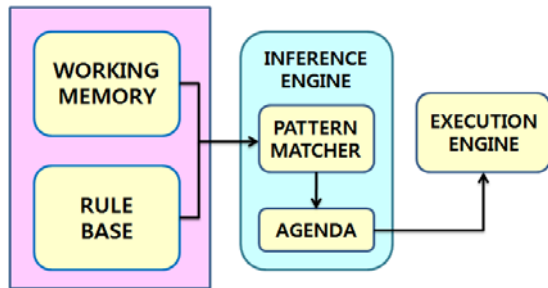 WORKING
MEMORY
RULE
BASE
INFERENCE
ENGINE
PATTERN
MATCHER
AGENDA
EXECUTION
ENGINE